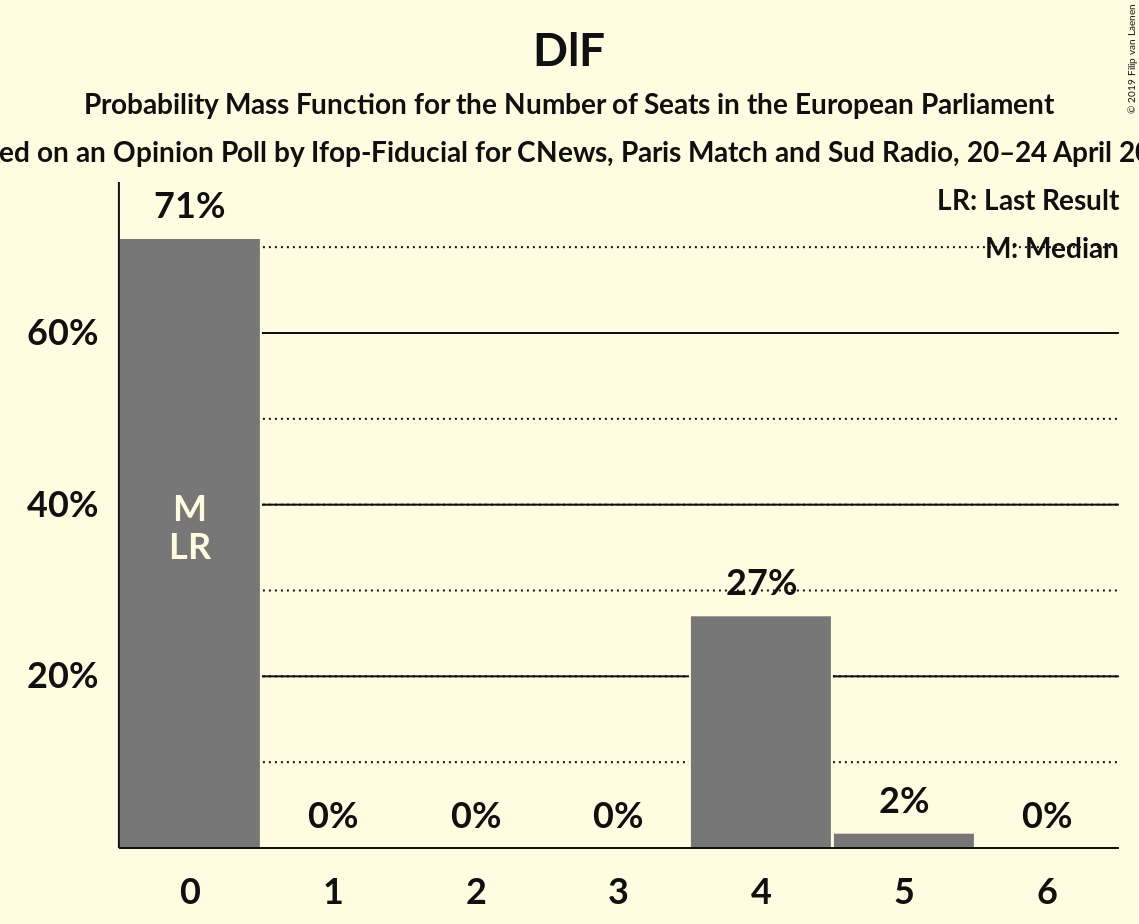 DlF
Probability Mass Function for the Number of Seats in the European Parliament
ed on an Opinion Poll by Ifop-Fiducial for CNews, Paris Match and Sud Radio, 20–24 April 20
© 2019 Filip van Laenen
LR: Last Result
M: Median
71%
60%
40%
20%
M
LR
0%
0%
0%
27%
2%
0%
0
1
2
3
4
5
6